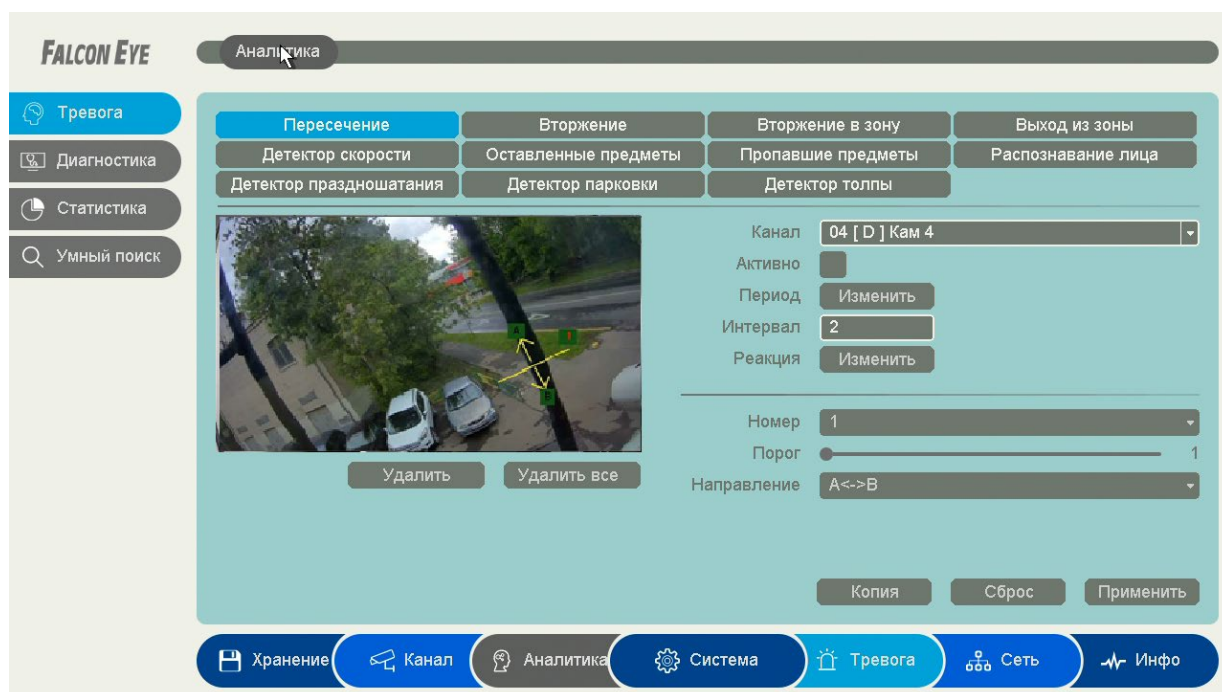 FALCON EYE
Аналитика
Тревога
Диагностика
Статистика
Умный поиск
Пересечение Вторжение Вторжение в зону Выход из зоны
Детектор скорости Оставленные предметы Пропавшие предметы Распознавание лица
Детектор праздношатания Детектор парковки Детектор толпы
A
1
B
Удалить Удалить все
Канал 04 [ D ] Кам 4
Активно
Период Изменить
Интервал 2
Реакция Изменить
Номер 1
Порог 1
Направление A<->B
Копия Сброс Применить
Хранение Канал Аналитика Система Тревога Сеть Инфо